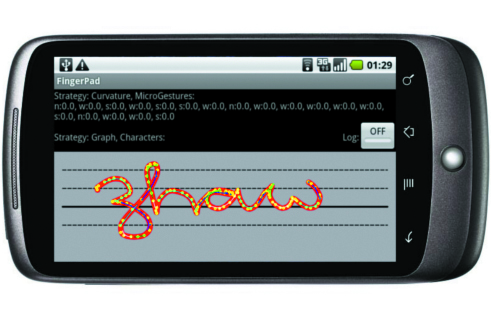 3G 01:29
FingerPad
Strategy: Curvature, MicroGestures:
n:0.0, w:0.0, s:0.0, w:0.0, s:0.0, s:0.0, w:0.0, n:0.0, w:0.0, w:0.0, w:0.0, w:0.0, w:0.0,
s:0.0, n:0.0, w:0.0, w:0.0, s:0.0
Strategy: Graph, Characters: Log: OFF
zhaw